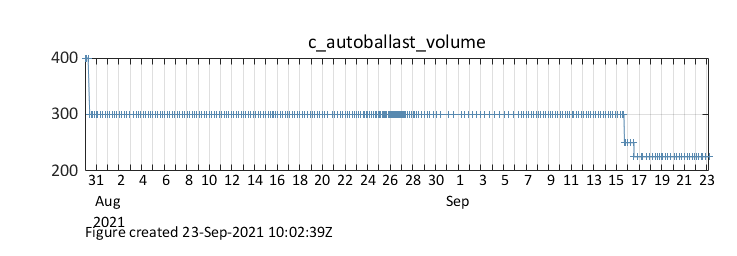 c_autoballast_volume
400
300
200
31 2 4 6 8 10 12 14 16 18 20 22 24 26 28 30 1 3 5 7 9 11 13 15 17 19 21 23
Aug Sep
2021
Figure created 23-Sep-2021 10:02:39Z